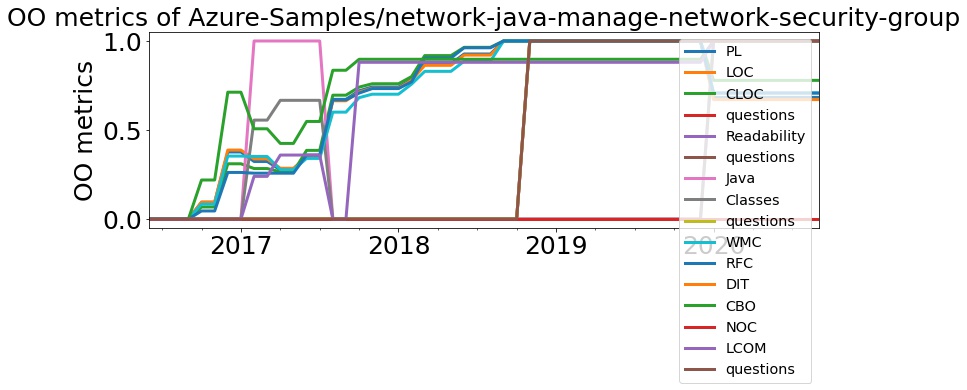 OO metrics of Azure-Samples/network-java-manage-network-security-group
OO metrics
1.0
0.5
0.0
2017
2018
2019
2020
PL
LOC
CLOC
questions
Readability
questions
Java
Classes
questions
WMC
RFC
DIT
CBO
NOC
LCOM
questions